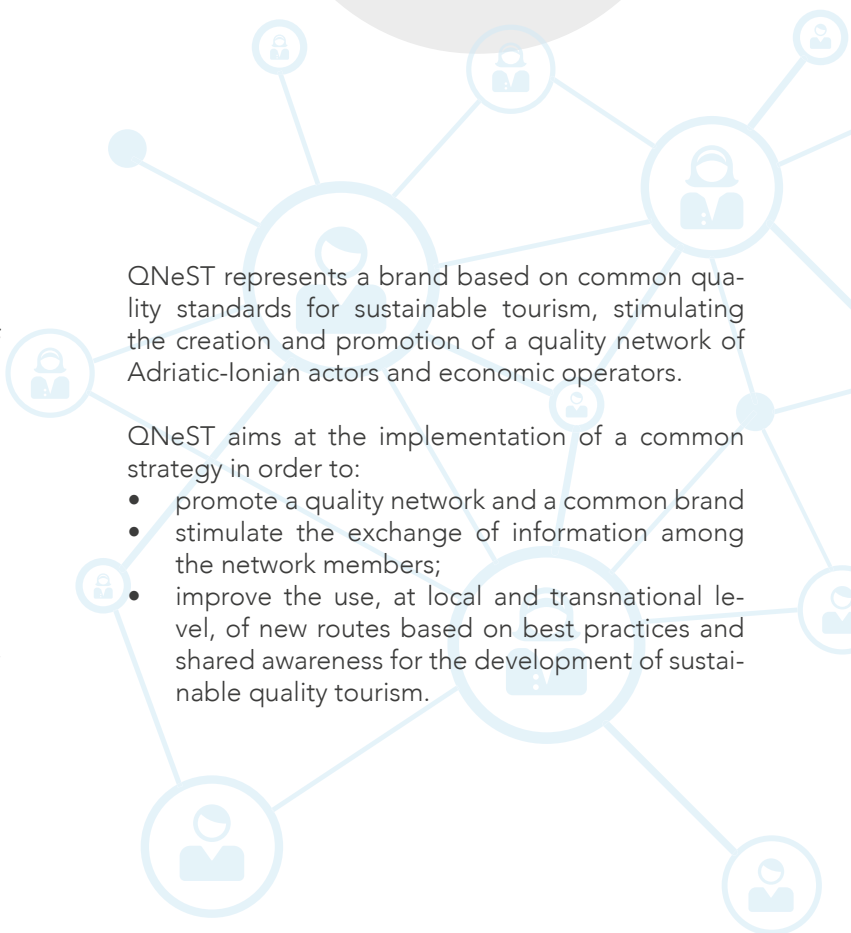 QNeST represents a brand based on common qua-
lity standards for sustainable tourism, stimulating
the creation and promotion of a quality network of
Adriatic-Ionian actors and economic operators.
QNeST aims at the implementation of a common
strategy in order to:
• promote a quality network and a common brand
• stimulate the exchange of information among
the network members;
• improve the use, at local and transnational le-
vel, of new routes based on best practices and
shared awareness for the development of sustai-
nable quality tourism.